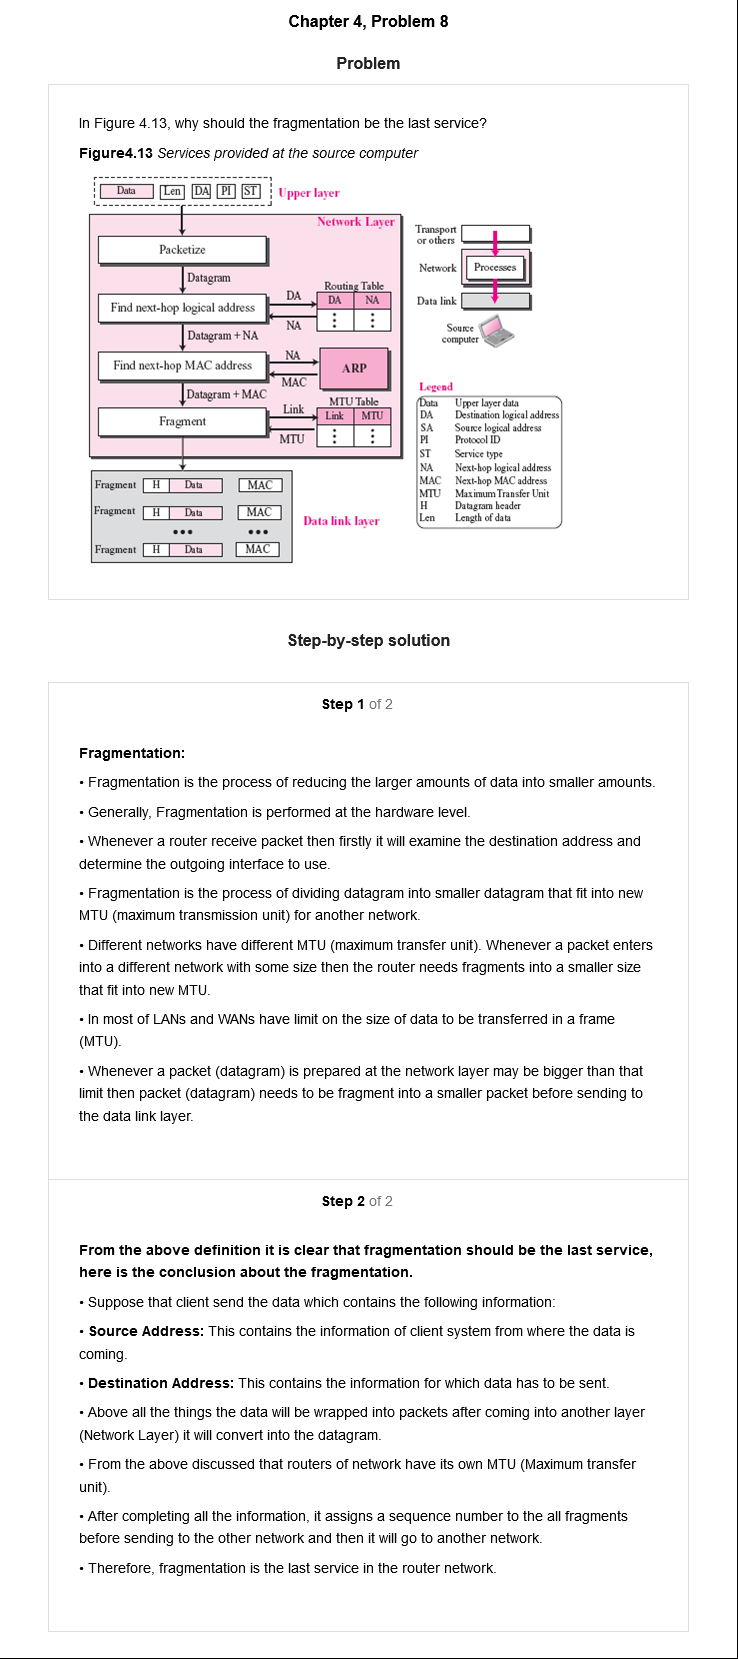 Chapter 4, Problem 8
Problem
In Figure 4.13, why should the fragmentation be the last service?
Figure4.13 Services provided at the source computer
Data Len DA PI ST Upper layer
Network Layer
Packetize
Datagram
Find next-hop logical address
DA
NA
Routing Table
DA NA
Datagram + NA
Find next-hop MAC address
NA
MAC
ARP
Datagram + MAC
Fragment
Link
MTU
MTU Table
Link MTU
Fragment H Data MAC
Fragment H Data MAC
••• •••
Fragment H Data MAC
Data link layer
Transport
or others
Network Processes
Data link
Source
computer
Legend
Data Upper layer data
DA Destination logical address
SA Source logical address
PI Protocol ID
ST Service type
NA Next-hop logical address
MAC Next-hop MAC address
MTU Maximum Transfer Unit
H Datagram header
Len Length of data
Step-by-step solution
Step 1 of 2
Fragmentation:
• Fragmentation is the process of reducing the larger amounts of data into smaller amounts.
• Generally, Fragmentation is performed at the hardware level.
• Whenever a router receive packet then firstly it will examine the destination address and
determine the outgoing interface to use.
• Fragmentation is the process of dividing datagram into smaller datagram that fit into new
MTU (maximum transmission unit) for another network.
• Different networks have different MTU (maximum transfer unit). Whenever a packet enters
into a different network with some size then the router needs fragments into a smaller size
that fit into new MTU.
• In most of LANs and WANs have limit on the size of data to be transferred in a frame
(MTU).
• Whenever a packet (datagram) is prepared at the network layer may be bigger than that
limit then packet (datagram) needs to be fragment into a smaller packet before sending to
the data link layer.
Step 2 of 2
From the above definition it is clear that fragmentation should be the last service,
here is the conclusion about the fragmentation.
• Suppose that client send the data which contains the following information:
• Source Address: This contains the information of client system from where the data is
coming.
• Destination Address: This contains the information for which data has to be sent.
• Above all the things the data will be wrapped into packets after coming into another layer
(Network Layer) it will convert into the datagram.
• From the above discussed that routers of network have its own MTU (Maximum transfer
unit).
• After completing all the information, it assigns a sequence number to the all fragments
before sending to the other network and then it will go to another network.
• Therefore, fragmentation is the last service in the router network.